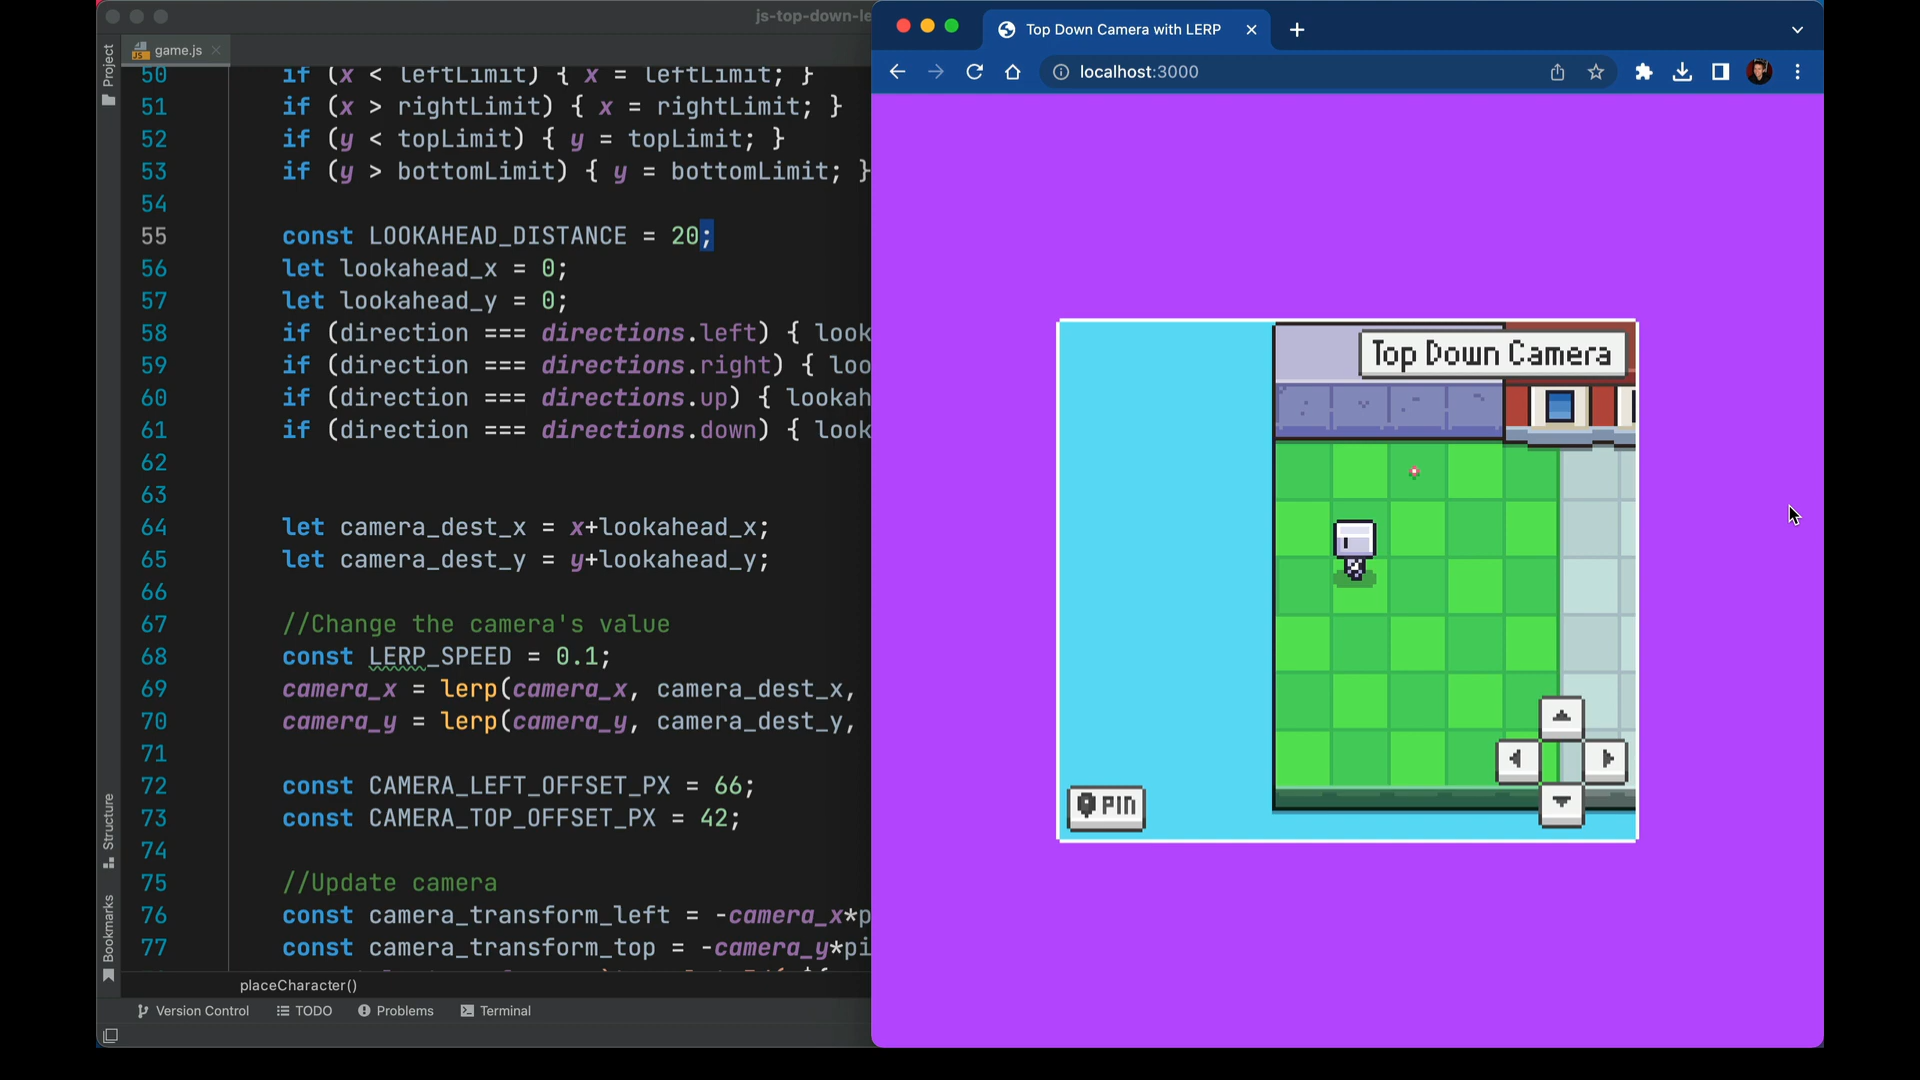 js-top-down-le
Project
game.js
50 if (x < leftLimit) { x = leftLimit; }
51 if (x > rightLimit) { x = rightLimit; }
52 if (y < topLimit) { y = topLimit; }
53 if (y > bottomLimit) { y = bottomLimit; }
54
55 const LOOKAHEAD_DISTANCE = 20;
56 let lookahead_x = 0;
57 let lookahead_y = 0;
58 if (direction === directions.left) { look
59 if (direction === directions.right) { loo
60 if (direction === directions.up) { lookah
61 if (direction === directions.down) { look
62
63
64 let camera_dest_x = x+lookahead_x;
65 let camera_dest_y = y+lookahead_y;
66
67 //Change the camera's value
68 const LERP_SPEED = 0.1;
69 camera_x = lerp(camera_x, camera_dest_x,
70 camera_y = lerp(camera_y, camera_dest_y,
71
72 const CAMERA_LEFT_OFFSET_PX = 66;
73 const CAMERA_TOP_OFFSET_PX = 42;
74
75 //Update camera
76 const camera_transform_left = -camera_x*p
77 const camera_transform_top = -camera_y*pi
Structure
Bookmarks
placeCharacter()
Version Control TODO Problems Terminal
Top Down Camera with LERP
localhost:3000
Top Down Camera
PIN